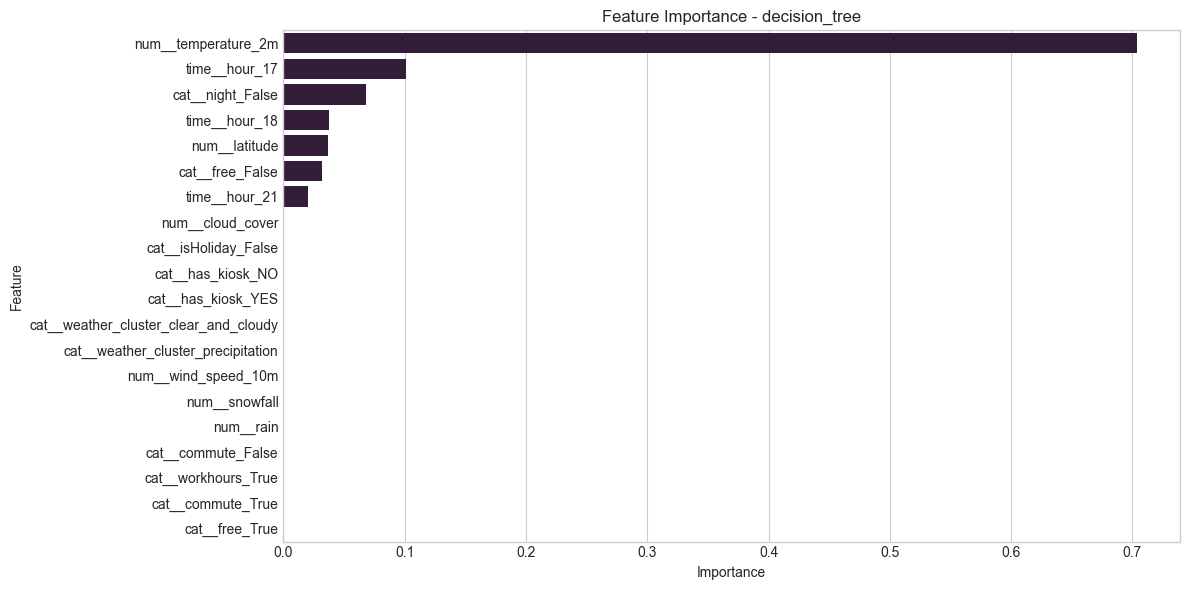 Feature Importance - decision_tree
Feature
num__temperature_2m
time__hour_17
cat__night_False
time__hour_18
num__latitude
cat__free_False
time__hour_21
num__cloud_cover
cat__isHoliday_False
cat__has_kiosk_NO
cat__has_kiosk_YES
cat__weather_cluster_clear_and_cloudy
cat__weather_cluster_precipitation
num__wind_speed_10m
num__snowfall
num__rain
cat__commute_False
cat__workhours_True
cat__commute_True
cat__free_True
0.0 0.1 0.2 0.3 0.4 0.5 0.6 0.7
Importance